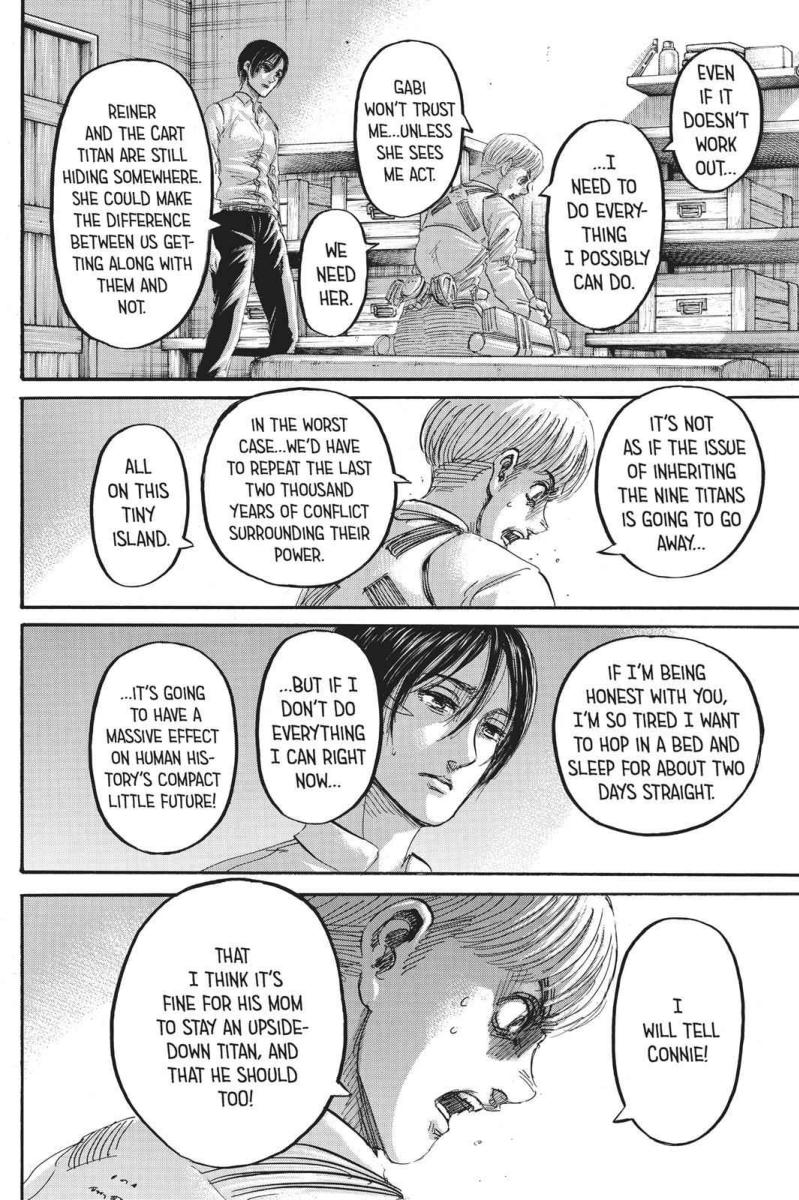 EVEN
IF IT
DOESN'T
WORK
OUT...
...I
NEED TO
DO EVERY-
THING
I POSSIBLY
CAN DO.
GABI
WON'T TRUST
ME...UNLESS
SHE SEES
ME ACT.
WE
NEED
HER.
REINER
AND THE CART
TITAN ARE STILL
HIDING SOMEWHERE.
SHE COULD MAKE
THE DIFFERENCE
BETWEEN US GET-
TING ALONG WITH
THEM AND
NOT.
IT'S NOT
AS IF THE ISSUE
OF INHERITING
THE NINE TITANS
IS GOING TO GO
AWAY...
IN THE WORST
CASE...WE'D HAVE
TO REPEAT THE LAST
TWO THOUSAND
YEARS OF CONFLICT
SURROUNDING THEIR
POWER.
ALL
ON THIS
TINY
ISLAND.
IF I'M BEING
HONEST WITH YOU,
I'M SO TIRED I WANT
TO HOP IN A BED AND
SLEEP FOR ABOUT TWO
DAYS STRAIGHT.
...BUT IF I
DON'T DO
EVERYTHING
I CAN RIGHT
NOW...
...IT'S GOING
TO HAVE A
MASSIVE EFFECT
ON HUMAN HIS-
TORY'S COMPACT
LITTLE FUTURE!
I
WILL TELL
CONNIE!
THAT
I THINK IT'S
FINE FOR HIS MOM
TO STAY AN UPSIDE-
DOWN TITAN, AND
THAT HE SHOULD
TOO!